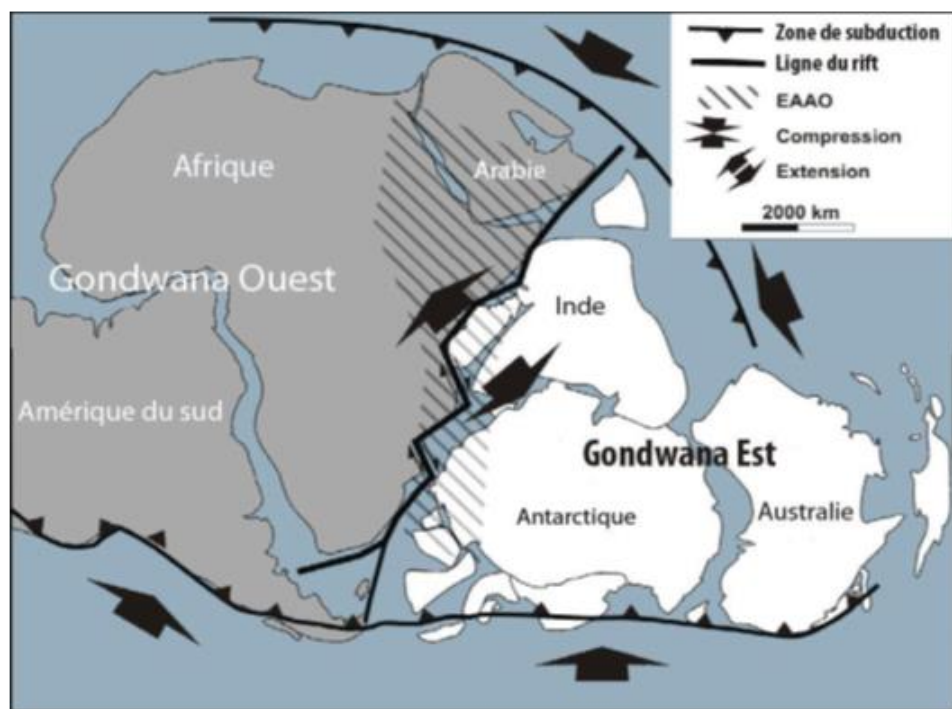 Zone de subduction
Ligne du rift
EAAO
Compression
Extension
2000 km
Afrique
Arabie
Gondwana Ouest
Inde
Amérique du sud
Gondwana Est
Antarctique
Australie